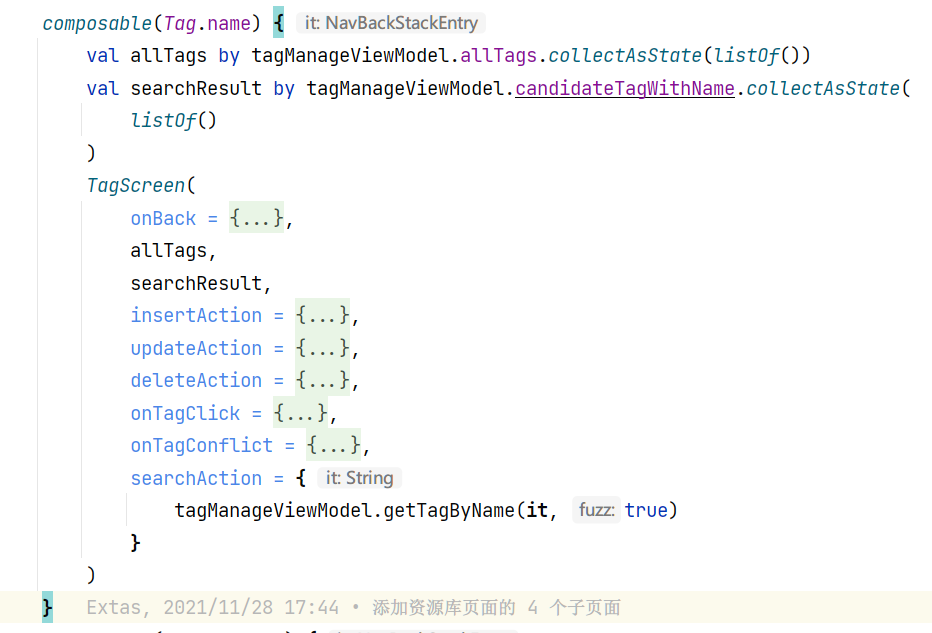 composable(Tag.name) { it: NavBackStackEntry
val allTags by tagManageViewModel.allTags.collectAsState(listOf())
val searchResult by tagManageViewModel.candidateTagWithName.collectAsState(
listOf()
)
TagScreen(
onBack = {...},
allTags,
searchResult,
insertAction = {...},
updateAction = {...},
deleteAction = {...},
onTagClick = {...},
onTagConflict = {...},
searchAction = { it: String
tagManageViewModel.getTagByName(it, fuzz: true)
}
)
} Extas, 2021/11/28 17:44 • 添加资源库页面的 4 个子页面